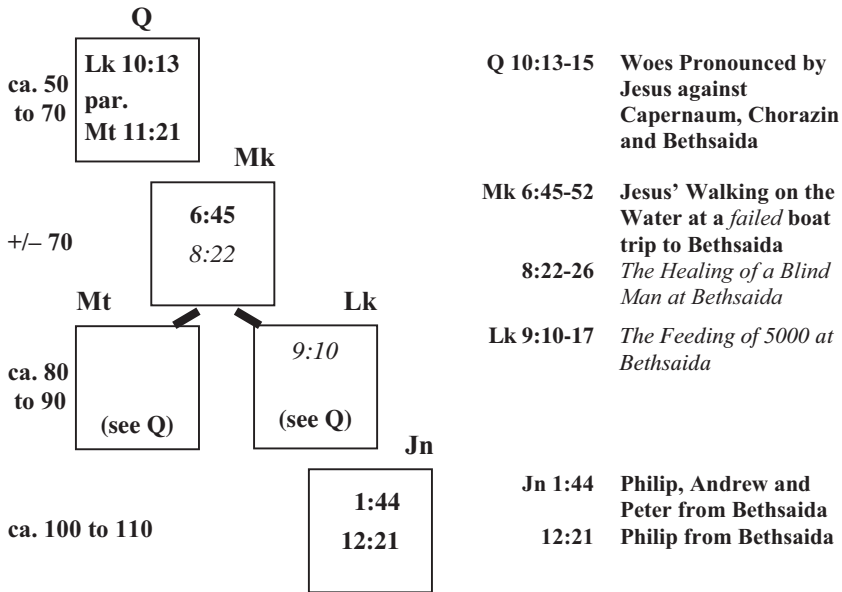 Q
Lk 10:13
par.
Mt 11:21
ca. 50
to 70
Mk
6:45
8:22
+/– 70
Mt
Lk
9:10
ca. 80
to 90
(see Q)
(see Q)
Jn
1:44
12:21
ca. 100 to 110
Q 10:13-15 Woes Pronounced by
Jesus against
Capernaum, Chorazin
and Bethsaida
Mk 6:45-52 Jesus’ Walking on the
Water at a failed boat
trip to Bethsaida
8:22-26 The Healing of a Blind
Man at Bethsaida
Lk 9:10-17 The Feeding of 5000 at
Bethsaida
Jn 1:44 Philip, Andrew and
Peter from Bethsaida
12:21 Philip from Bethsaida